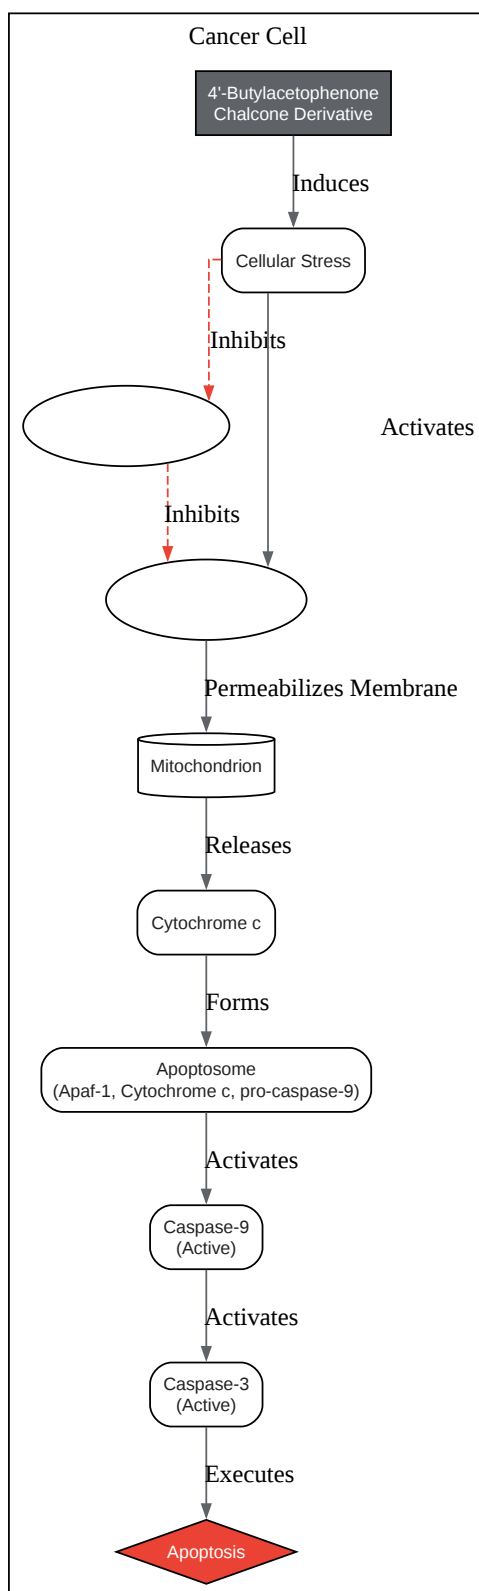 Cancer Cell
4'-Butylacetophenone
Chalcone Derivative
Induces
Cellular Stress
Inhibits
Activates
Inhibits
Permeabilizes Membrane
Mitochondrion
Releases
Cytochrome c
Forms
Apoptosome
(Apaf-1, Cytochrome c, pro-caspase-9)
Activates
Caspase-9
(Active)
Activates
Caspase-3
(Active)
Executes
Apoptosis